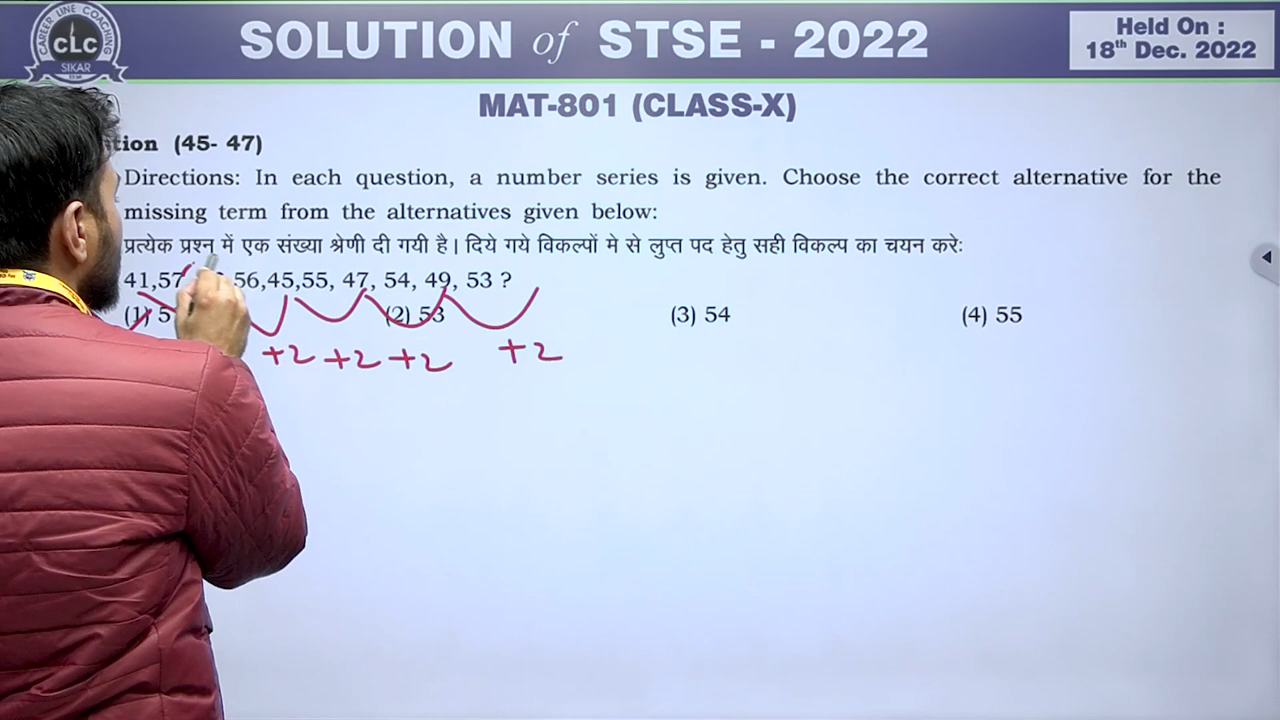 CAREER LINE COACHING
CLC
SIKAR
SOLUTION of STSE - 2022
Held On :
18th Dec. 2022
MAT-801 (CLASS-X)
(45- 47)
Directions: In each question, a number series is given. Choose the correct alternative for the
missing term from the alternatives given below:
प्रत्येक प्रश्न में एक संख्या श्रेणी दी गयी है। दिये गये विकल्पों मे से लुप्त पद हेतु सही विकल्प का चयन करेः
41,57 56,45,55, 47, 54, 49, 53 ?
(1) (2) 53 (3) 54 (4) 55
+2 +2 +2 +2